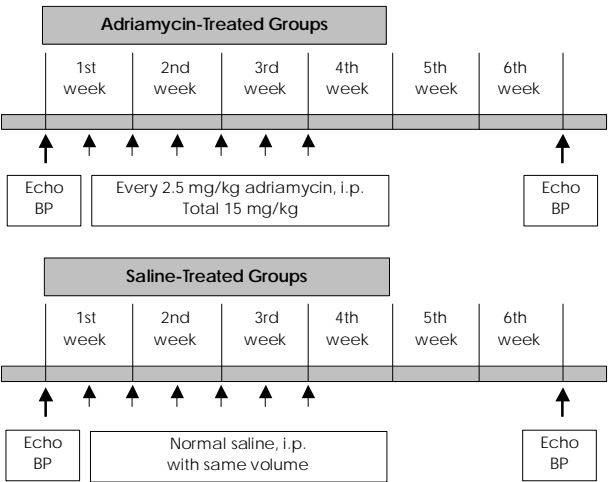 Adriamycin-Treated Groups
1st week
2nd week
3rd week
4th week
5th week
6th week
Echo
BP
Every 2.5 mg/kg adriamycin, i.p.
Total 15 mg/kg
Echo
BP
Saline-Treated Groups
1st week
2nd week
3rd week
4th week
5th week
6th week
Echo
BP
Normal saline, i.p.
with same volume
Echo
BP